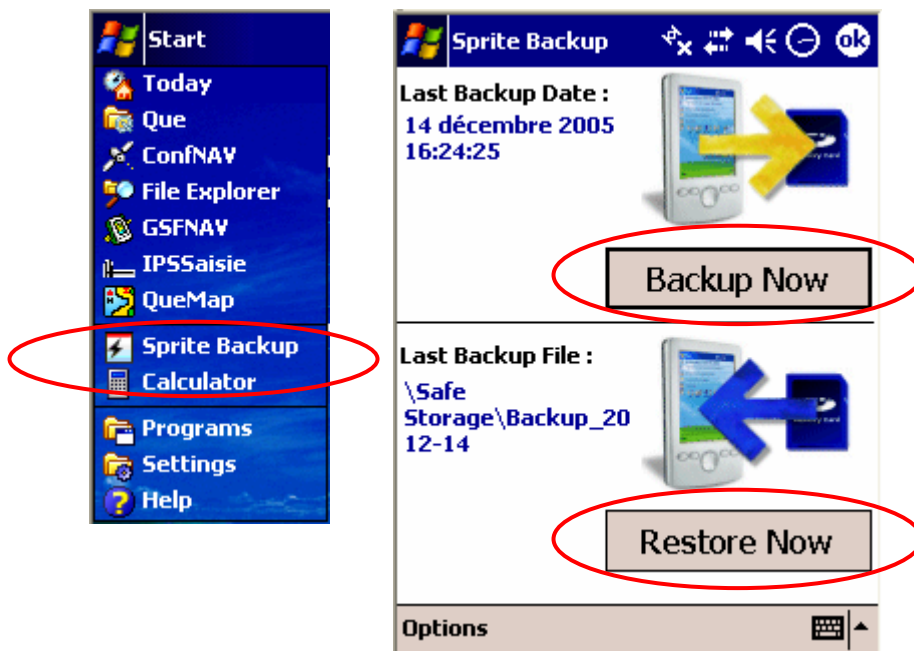 Start
Today
Que
ConfNAV
File Explorer
GSFNAV
IPSSaisie
QueMap
Sprite Backup
Calculator
Programs
Settings
Help
Sprite Backup
ok
Last Backup Date :
14 décembre 2005
16:24:25
Backup Now
Last Backup File :
\Safe
Storage\Backup_20
12-14
Restore Now
Options